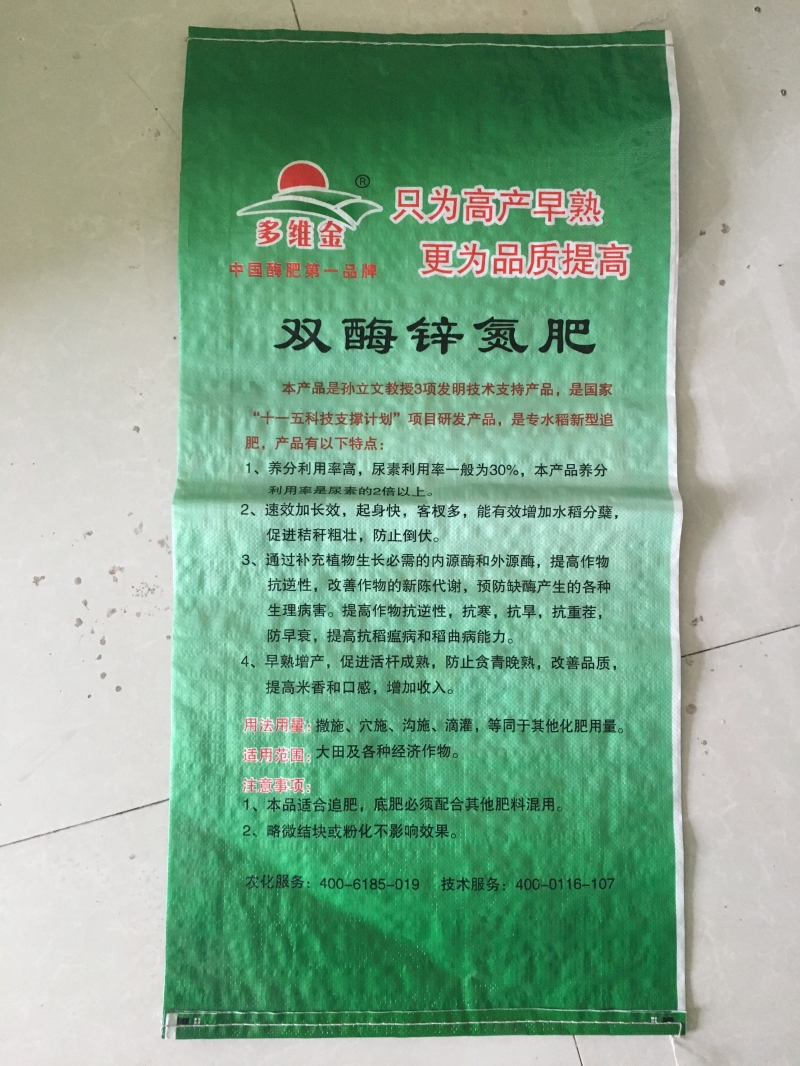 ®
多维金
中国酶肥第一品牌
只为高产早熟
更为品质提高
双酶锌氮肥
本产品是孙立文教授3项发明技术支持产品，是国家
“十一五科技支撑计划”项目研发产品，是专水稻新型追
肥，产品有以下特点：
1、养分利用率高，尿素利用率一般为30%，本产品养分
利用率是尿素的2倍以上。
2、速效加长效，起身快，客杈多，能有效增加水稻分蘖，
促进秸秆粗壮，防止倒伏。
3、通过补充植物生长必需的内源酶和外源酶，提高作物
抗逆性，改善作物的新陈代谢，预防缺酶产生的各种
生理病害。提高作物抗逆性，抗寒，抗旱，抗重茬，
防早衰，提高抗稻瘟病和稻曲病能力。
4、早熟增产，促进活杆成熟，防止贪青晚熟，改善品质，
提高米香和口感，增加收入。
用法用量：撒施、穴施、沟施、滴灌，等同于其他化肥用量。
适用范围：大田及各种经济作物。
注意事项：
1、本品适合追肥，底肥必须配合其他肥料混用。
2、略微结块或粉化不影响效果。
农化服务：400-6185-019 技术服务：400-0116-107